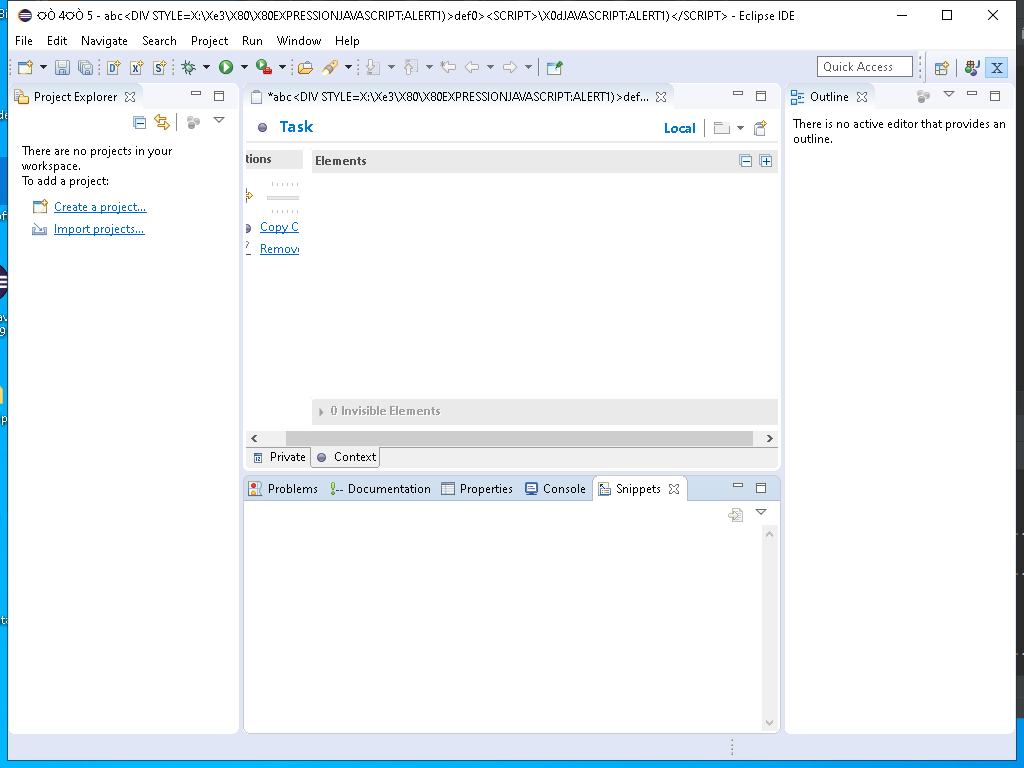 ⲺÒ 4ⲺÒ 5 - abc<DIV STYLE=X:\Xe3\X80\X80EXPRESSIONJAVASCRIPT:ALERT1)>def0><SCRIPT>\X0dJAVASCRIPT:ALERT1)</SCRIPT> - Eclipse IDE
File Edit Navigate Search Project Run Window Help
Quick Access
Project Explorer
There are no projects in your
workspace.
To add a project:
Create a project...
Import projects...
*abc<DIV STYLE=X:\Xe3\X80\X80EXPRESSIONJAVASCRIPT:ALERT1)>def...
Task
Local
tions
Copy C
Remov
Elements
0 Invisible Elements
Private Context
Problems Documentation Properties Console Snippets
Outline
There is no active editor that provides an
outline.